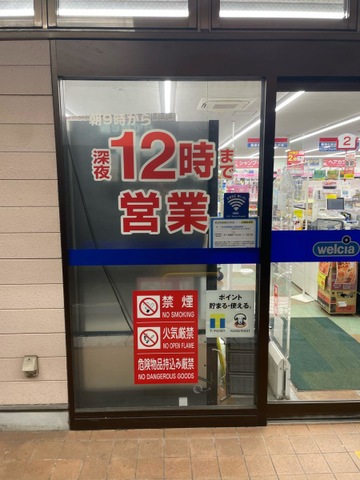 朝9時から
深夜12時まで
営業
welcia
禁煙
NO SMOKING
火気厳禁
NO OPEN FLAME
危険物品持込み厳禁
NO DANGEROUS GOODS
ポイント
貯まる・使える。